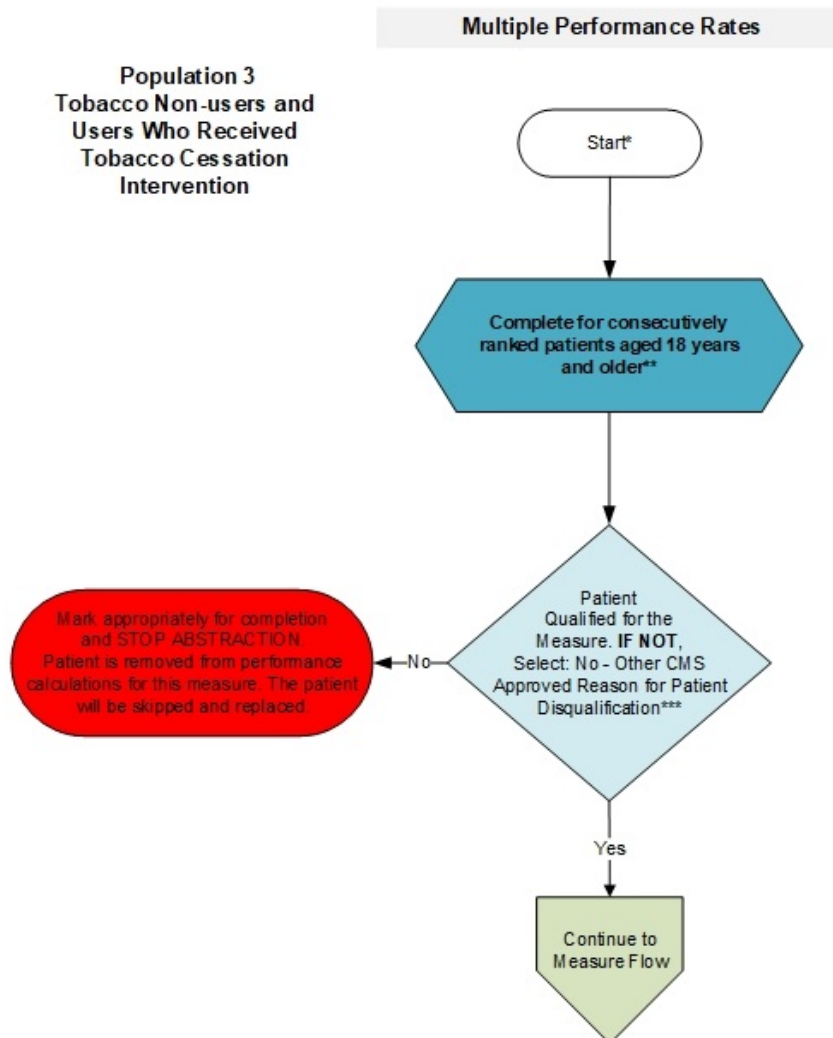 Multiple Performance Rates
Population 3
Tobacco Non-users and
Users Who Received
Tobacco Cessation
Intervention
Start*
Complete for consecutively
ranked patients aged 18 years
and older**
Patient
Qualified for the
Measure. IF NOT,
Select: No - Other CMS
Approved Reason for Patient
Disqualification***
No
Mark appropriately for completion
and STOP ABSTRACTION.
Patient is removed from performance
calculations for this measure. The patient
will be skipped and replaced.
Yes
Continue to
Measure Flow